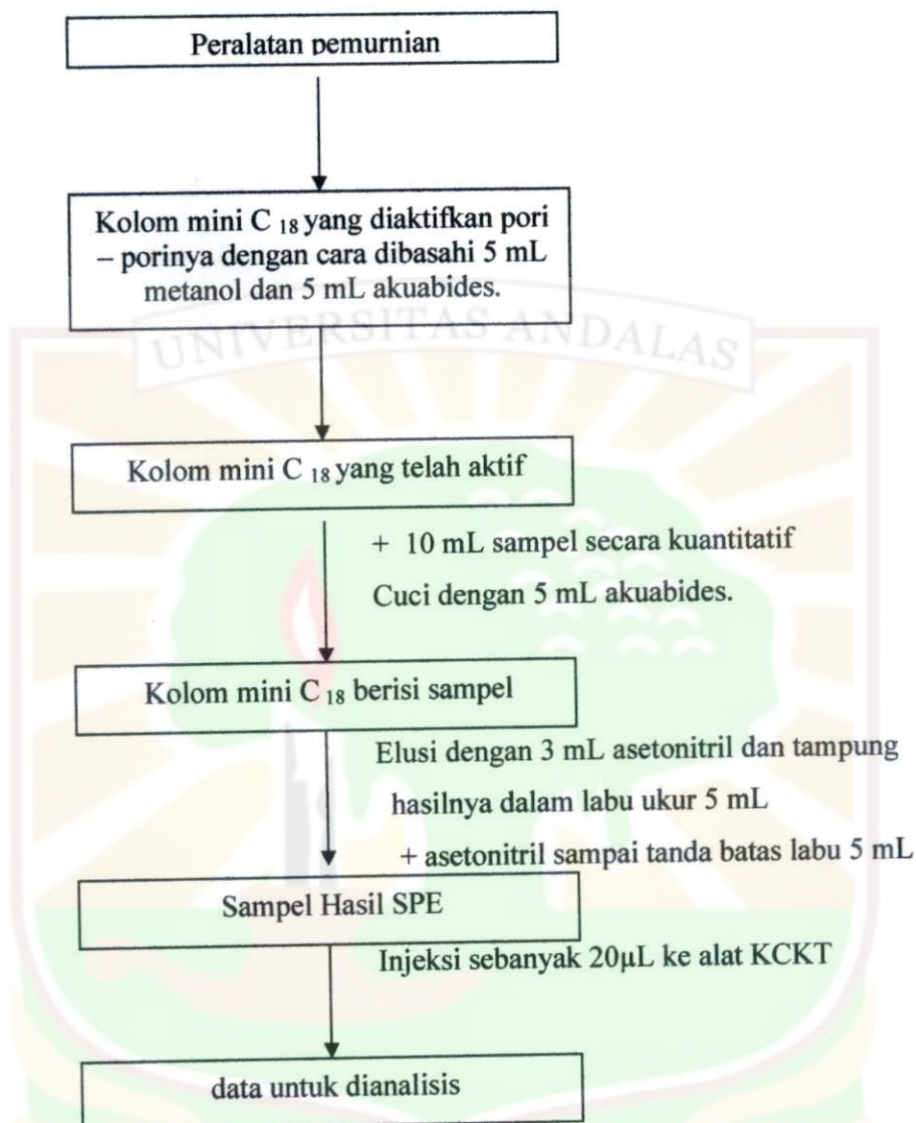 Peralatan pemurnian
Kolom mini C 18 yang diaktifkan pori
– porinya dengan cara dibasahi 5 mL
metanol dan 5 mL akuabides.
UNIVERSITAS ANDALAS
Kolom mini C 18 yang telah aktif
+ 10 mL sampel secara kuantitatif
Cuci dengan 5 mL akuabides.
Kolom mini C 18 berisi sampel
Elusi dengan 3 mL asetonitril dan tampung
hasilnya dalam labu ukur 5 mL
+ asetonitril sampai tanda batas labu 5 mL
Sampel Hasil SPE
Injeksi sebanyak 20µL ke alat KCKT
data untuk dianalisis